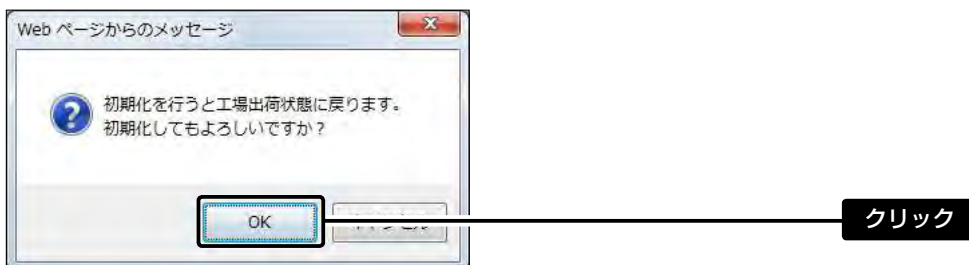 Web ページからのメッセージ
初期化を行うと工場出荷状態に戻ります。
初期化してもよろしいですか？
OK
クリック